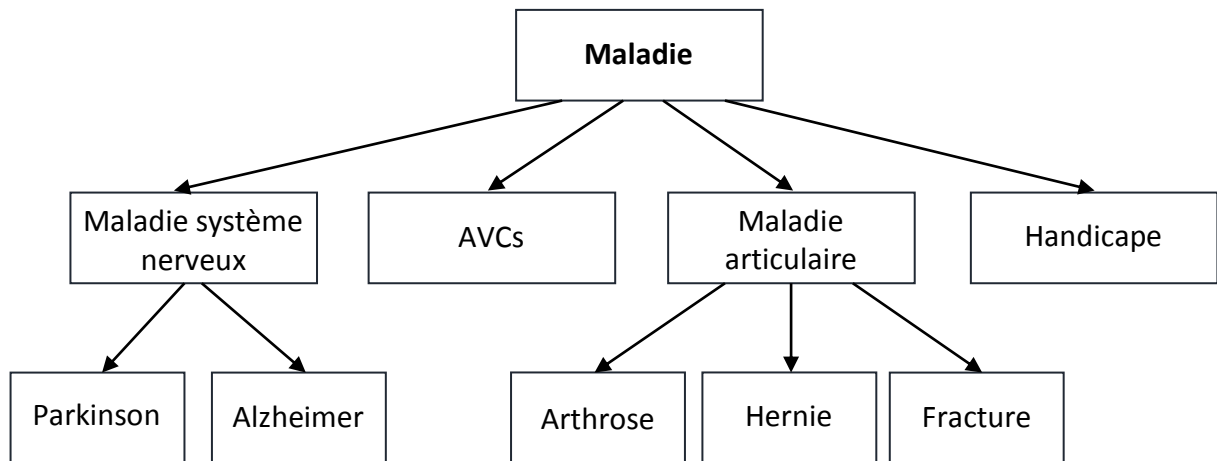 Maladie
Maladie système
nerveux
AVCs
Maladie
articulaire
Handicape
Parkinson
Alzheimer
Arthrose
Hernie
Fracture